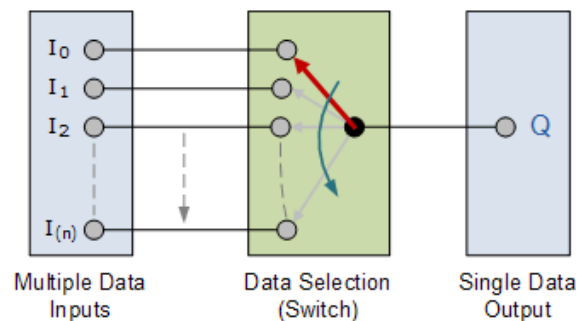 I0
I1
I2
I(n)
Q
Multiple Data
Inputs
Data Selection
(Switch)
Single Data
Output